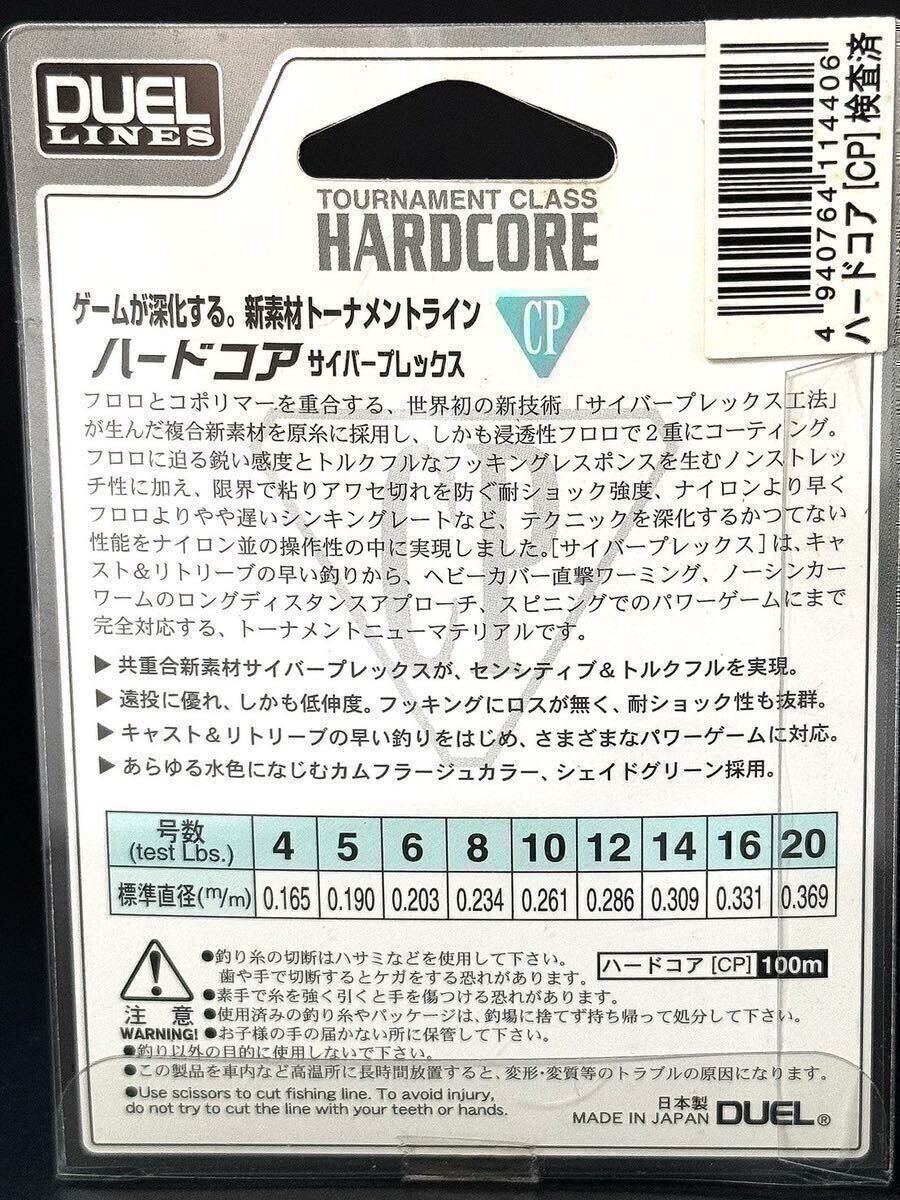 DUEL
LINES
TOURNAMENT CLASS
HARDCORE
ゲームが深化する。新素材トーナメントライン
ハードコア サイバープレックス
CP
フロロとコポリマーを重合する、世界初の新技術「サイバープレックス工法」
が生んだ複合新素材を原糸に採用し、しかも浸透性フロロで2重にコーティング。
フロロに迫る鋭い感度とトルクフルなフッキングレスポンスを生むノンストレッ
チ性に加え、限界で粘りアワセ切れを防ぐ耐ショック強度、ナイロンより早く
フロロよりやや遅いシンキングレートなど、テクニックを深化するかつてない
性能をナイロン並の操作性の中に実現しました。[サイバープレックス]は、キャ
スト&リトリーブの早い釣りから、ヘビーカバー直撃ワーミング、ノーシンカー
ワームのロングディスタンスアプローチ、スピニングでのパワーゲームにまで
完全対応する、トーナメントニューマテリアルです。
CP
▶ 共重合新素材サイバープレックスが、センシティブ&トルクフルを実現。
▶ 遠投に優れ、しかも低伸度。フッキングにロスが無く、耐ショック性も抜群。
▶ キャスト&リトリーブの早い釣りをはじめ、さまざまなパワーゲームに対応。
▶ あらゆる水色になじむカムフラージュカラー、シェイドグリーン採用。
号数
(test Lbs.) 4 5 6 8 10 12 14 16 20
標準直径(m/m) 0.165 0.190 0.203 0.234 0.261 0.286 0.309 0.331 0.369
注意
WARNING!
●釣り糸の切断はハサミなどを使用して下さい。
歯や手で切断するとケガをする恐れがあります。
●素手で糸を強く引くと手を傷つける恐れがあります。
●使用済みの釣り糸やパッケージは、釣場に捨てず持ち帰って処分して下さい。
●お子様の手の届かない所に保管して下さい。
●釣り以外の目的に使用しないで下さい。
●この製品を車内など高温所に長時間放置すると、変形・変質等のトラブルの原因になります。
●Use scissors to cut fishing line. To avoid injury,
do not try to cut the line with your teeth or hands.
ハードコア [CP] 100m
日本製
MADE IN JAPAN DUEL®
4 940764 114406
ハードコア [CP] 検査済